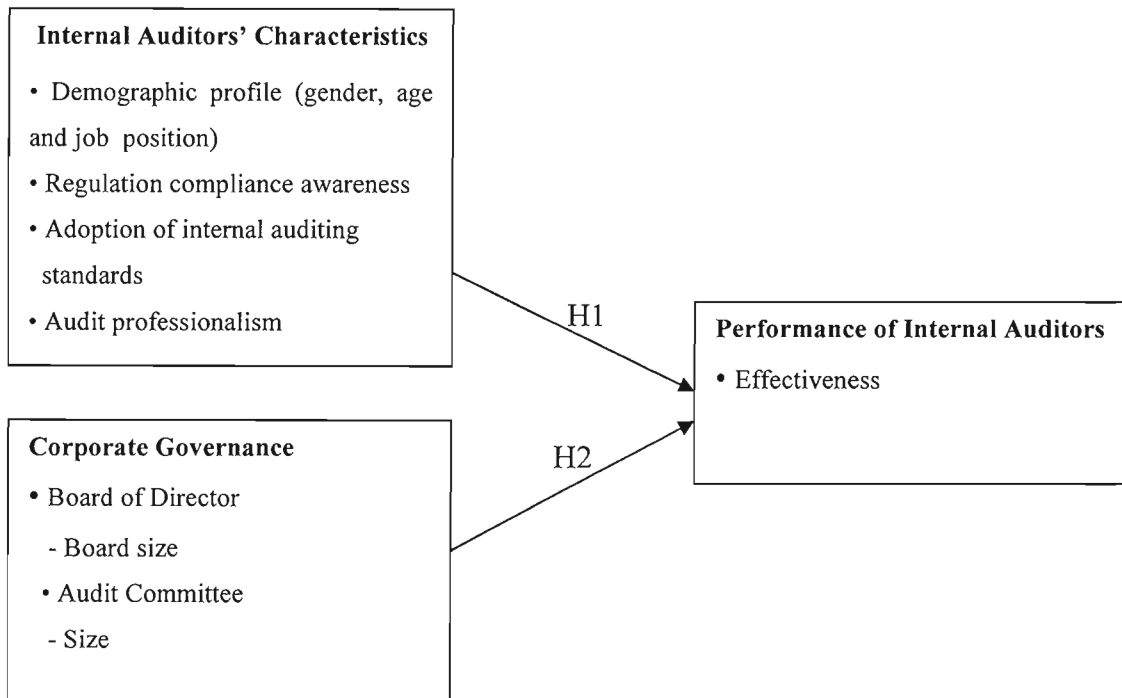 Internal Auditors’ Characteristics
• Demographic profile (gender, age
and job position)
• Regulation compliance awareness
• Adoption of internal auditing
standards
• Audit professionalism
H1
Performance of Internal Auditors
• Effectiveness
Corporate Governance
• Board of Director
- Board size
• Audit Committee
- Size
H2